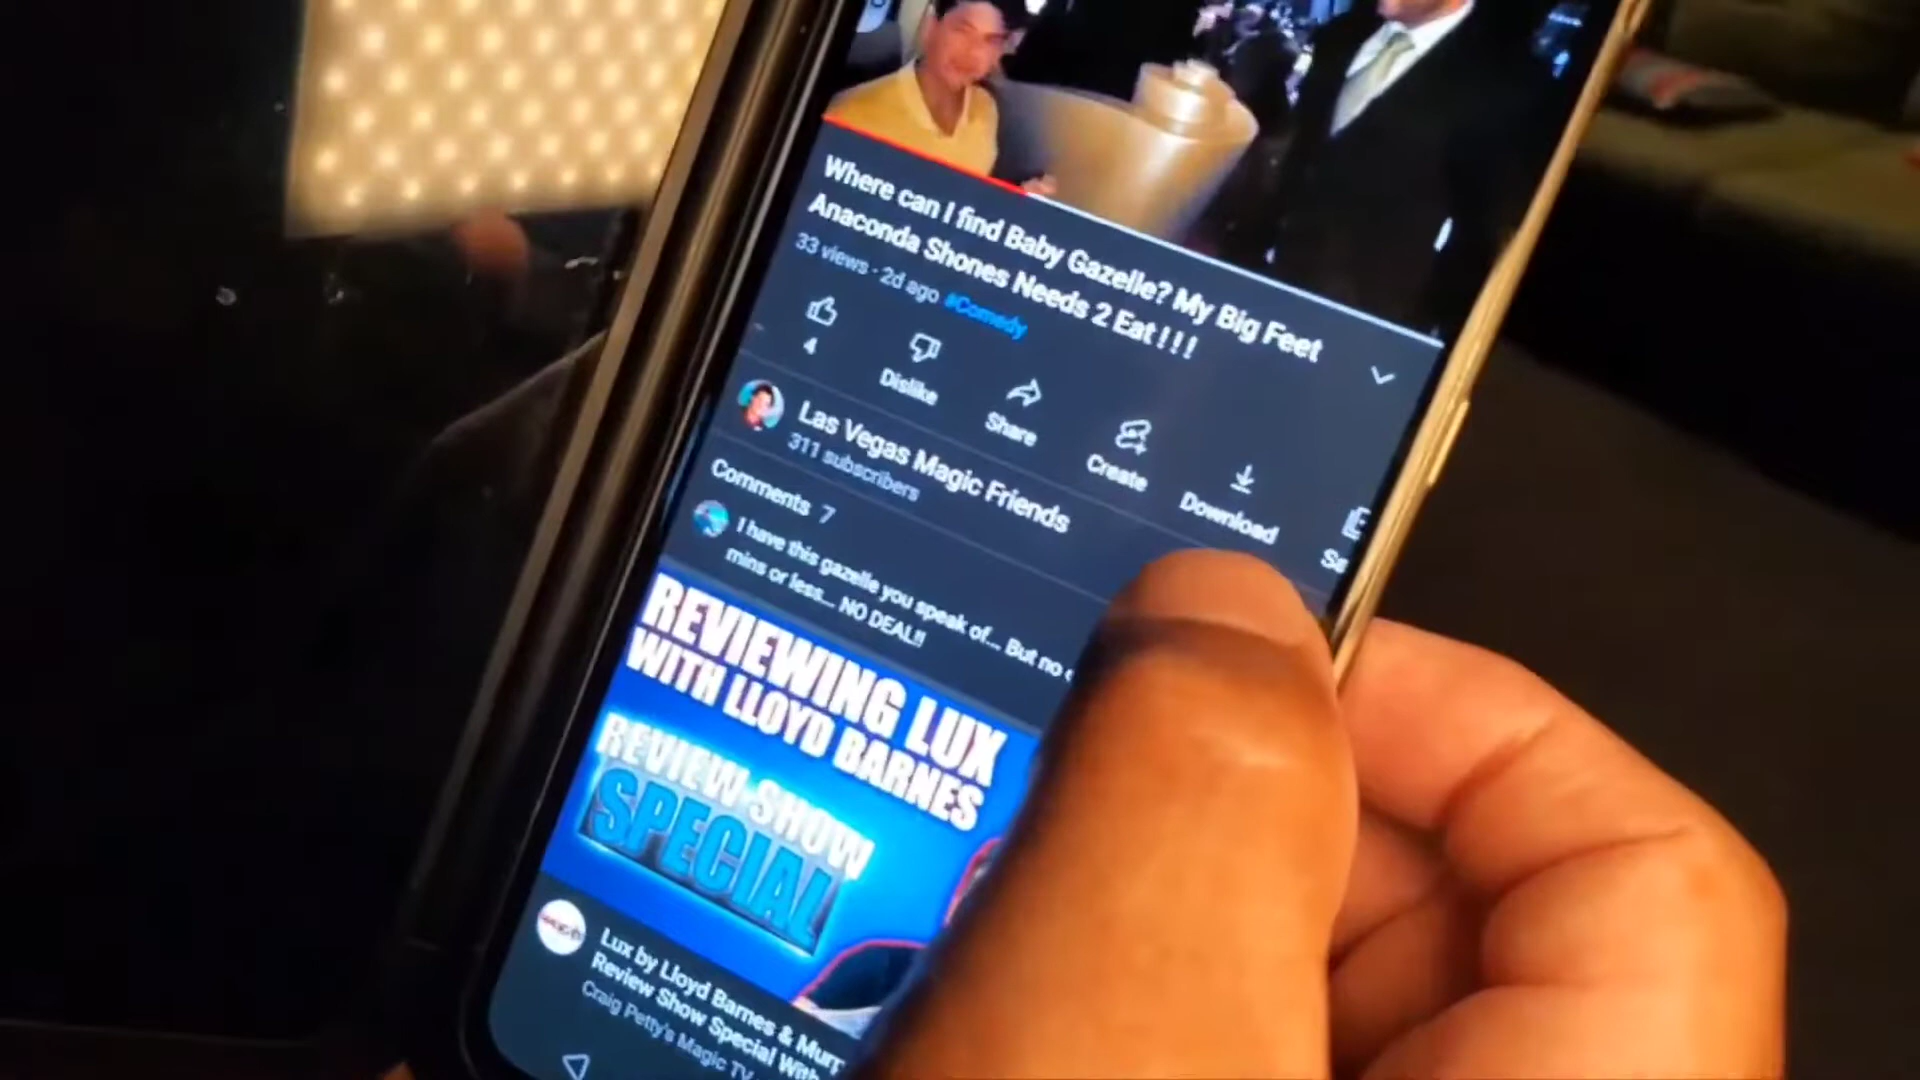 Where can I find Baby Gazelle? My Big Feet
Anaconda Shones Needs 2 Eat!!!
33 views · 2d ago #Comedy
4
Dislike
Share
Create
Download
Las Vegas Magic Friends
311 subscribers
Comments 7
I have this gazelle you speak of... But no
mins or less... NO DEAL!!
REVIEWING LUX
WITH LLOYD BARNES
REVIEW SHOW
SPECIAL
Lux by Lloyd Barnes & Murr
Review Show Special With
Craig Petty's Magic TV